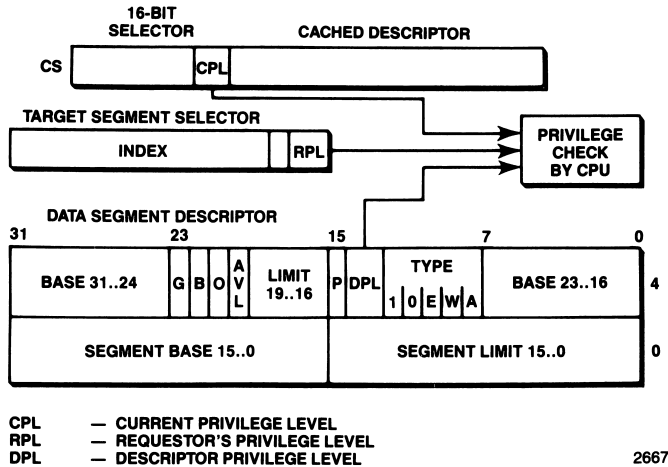 16-BIT
SELECTOR
CACHED DESCRIPTOR
CS
CPL
TARGET SEGMENT SELECTOR
INDEX
RPL
PRIVILEGE
CHECK
BY CPU
DATA SEGMENT DESCRIPTOR
31 23 15 7 0
BASE 31..24 G B O AVL LIMIT 19..16 P DPL TYPE 1 0 E W A BASE 23..16 4
SEGMENT BASE 15..0 SEGMENT LIMIT 15..0 0
CPL — CURRENT PRIVILEGE LEVEL
RPL — REQUESTOR'S PRIVILEGE LEVEL
DPL — DESCRIPTOR PRIVILEGE LEVEL
2667